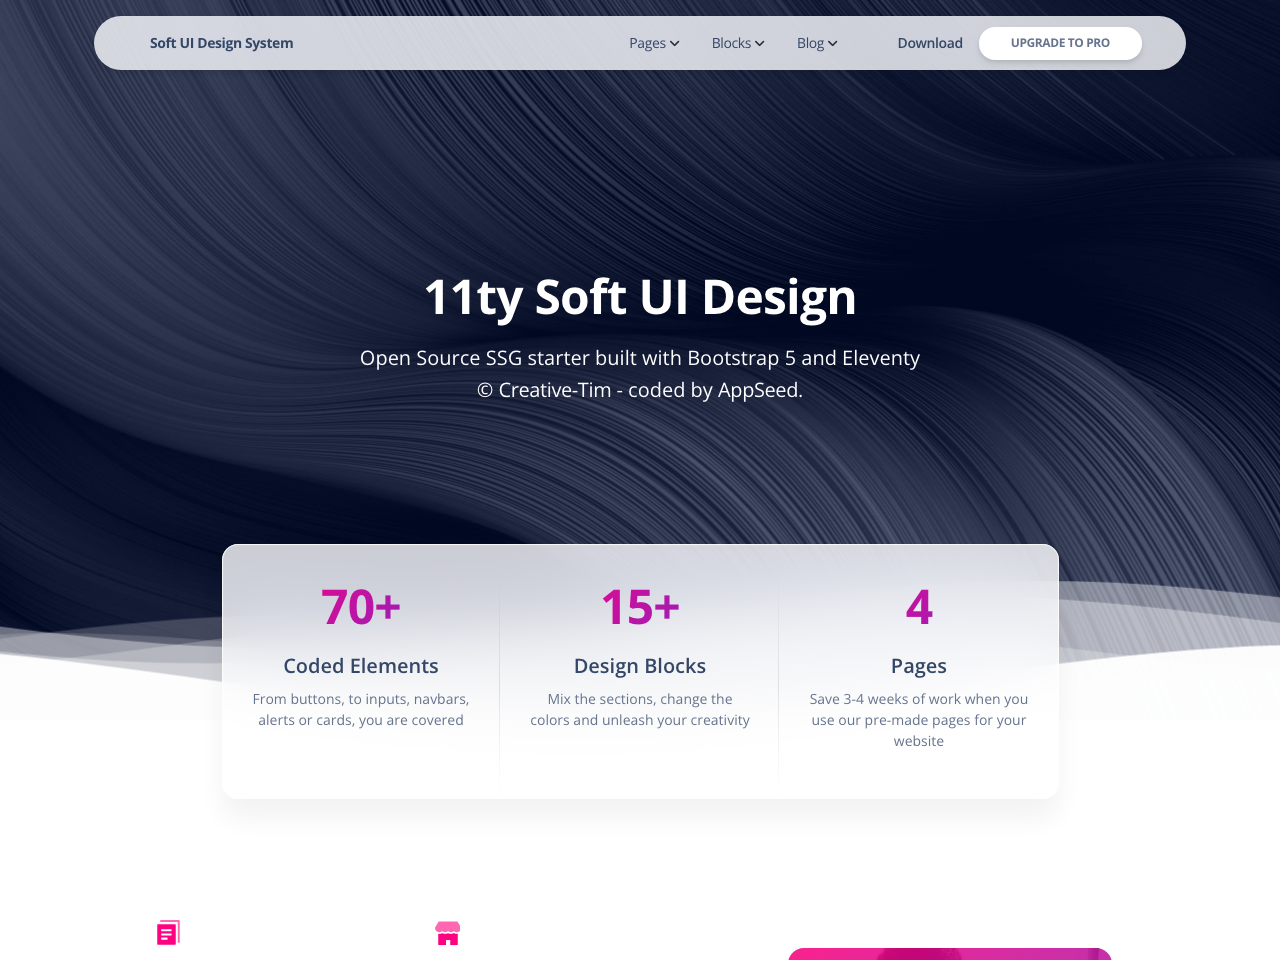 Soft UI Design System
Pages
Blocks
Blog
Download
UPGRADE TO PRO
11ty Soft UI Design
Open Source SSG starter built with Bootstrap 5 and Eleventy
© Creative-Tim - coded by AppSeed.
70+
Coded Elements
From buttons, to inputs, navbars,
alerts or cards, you are covered
15+
Design Blocks
Mix the sections, change the
colors and unleash your creativity
4
Pages
Save 3-4 weeks of work when you
use our pre-made pages for your
website